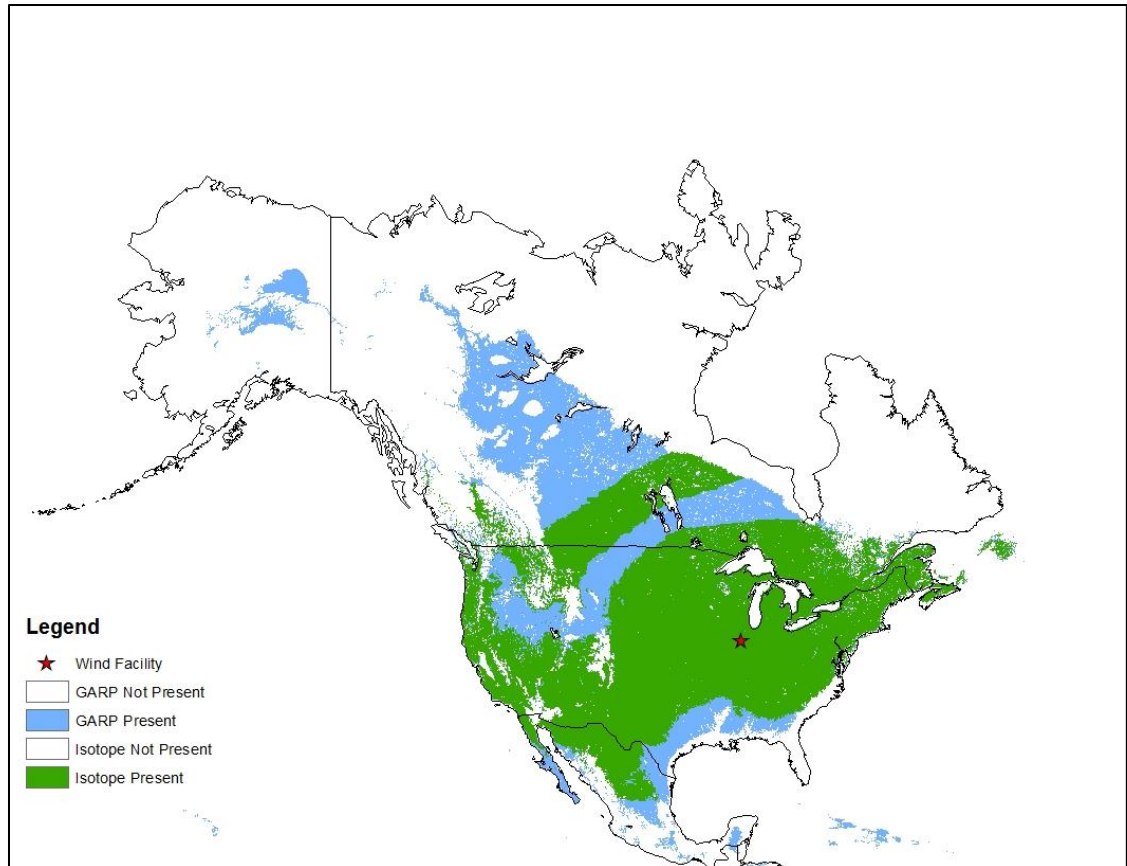 Legend
Wind Facility
GARP Not Present
GARP Present
Isotope Not Present
Isotope Present